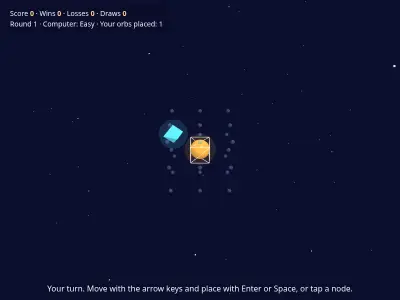 Score 0 · Wins 0 · Losses 0 · Draws 0
Round 1 · Computer: Easy · Your orbs placed: 1
Your turn. Move with the arrow keys and place with Enter or Space, or tap a node.